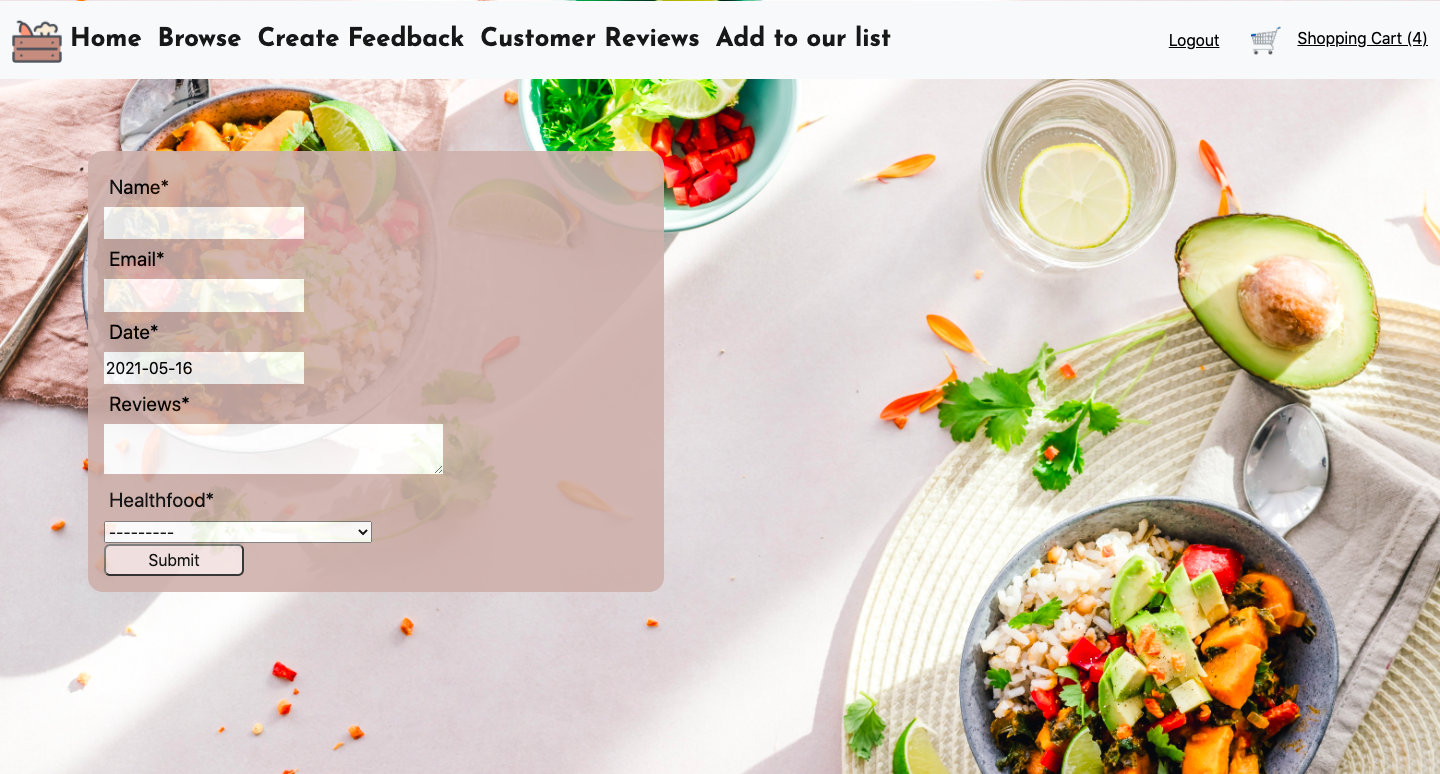 Home Browse Create Feedback Customer Reviews Add to our list Logout Shopping Cart (4)
Name*
Email*
Date*
2021-05-16
Reviews*
Healthfood*
---------
Submit